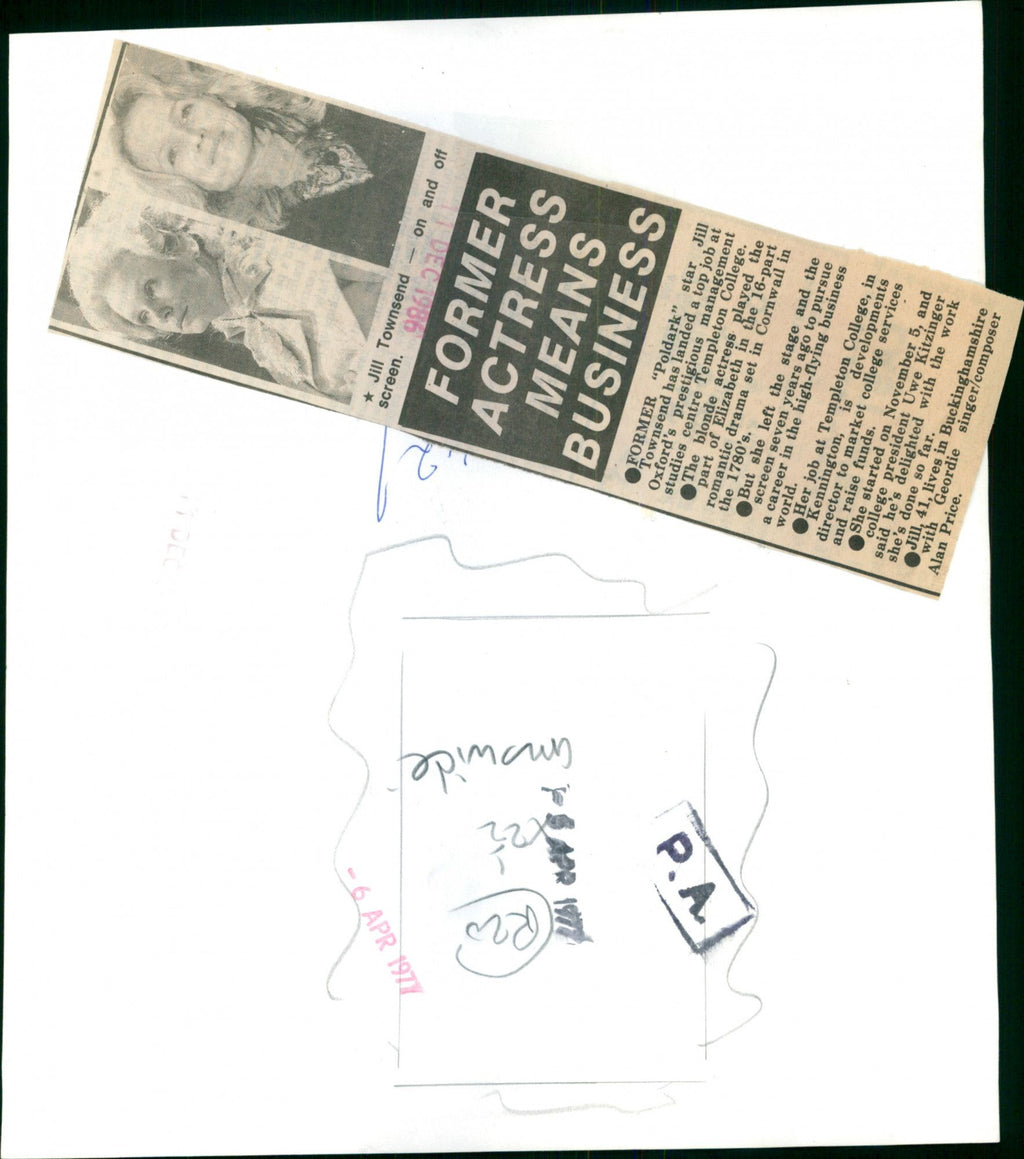 ★ Jill Townsend — on and off
screen.
11 DEC 1986
FORMER
ACTRESS
MEANS
BUSINESS
●FORMER "Poldark" star Jill
Townsend has landed a top job at
Oxford's prestigious management
studies centre Templeton College.
●The blonde actress played the
part of Elizabeth in the 16-part
romantic drama set in Cornwall in
the 1780's.
●But she left the stage and the
screen seven years ago to pursue
a career in the high-flying business
world.
●Her job at Templeton College, in
Kennington, is developments
director to market college services
and raise funds.
●She started on November 5, and
college president Uwe Kitzinger
said he's delighted with the work
she's done so far.
●Jill, 41, lives in Buckinghamshire
with Geordie singer/composer
Alan Price.
DEC
P.A.
- 6 APR 1977
APR 1977
R20